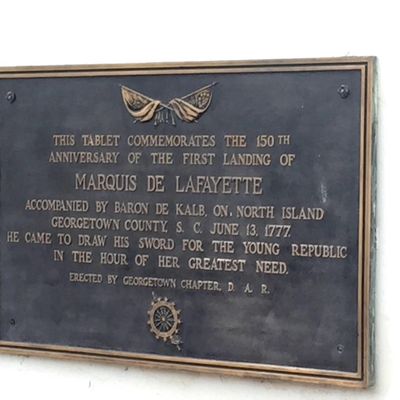 THIS TABLET COMMEMORATES THE 150TH
ANNIVERSARY OF THE FIRST LANDING OF
MARQUIS DE LAFAYETTE
ACCOMPANIED BY BARON DE KALB, ON NORTH ISLAND
GEORGETOWN COUNTY, S. C. JUNE 13, 1777.
HE CAME TO DRAW HIS SWORD FOR THE YOUNG REPUBLIC
IN THE HOUR OF HER GREATEST NEED.
ERECTED BY GEORGETOWN CHAPTER, D. A. R.